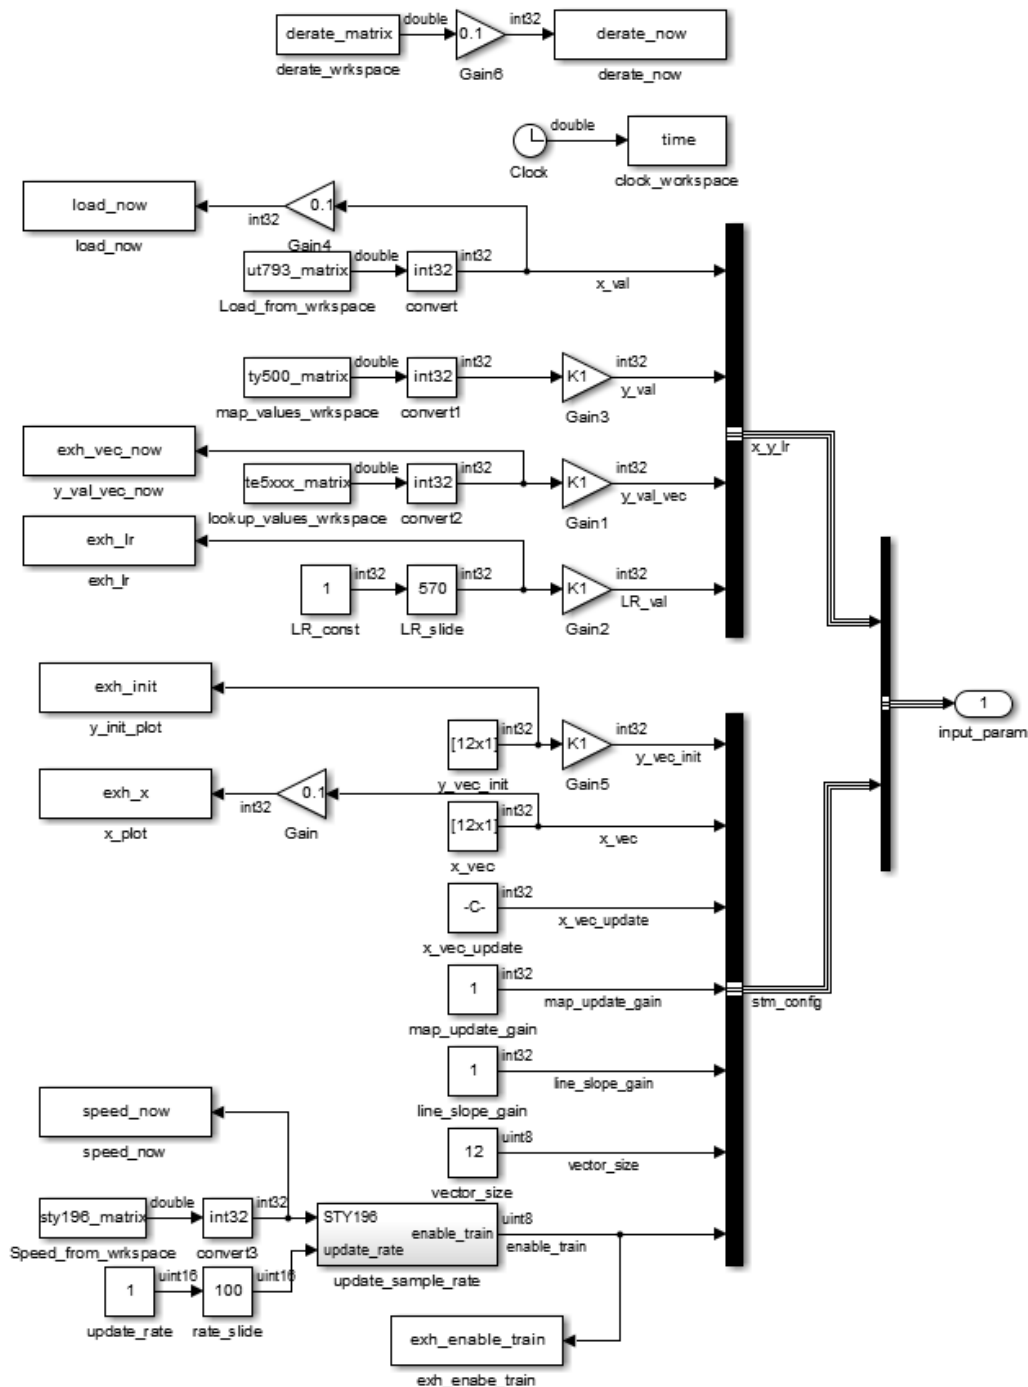 derate_matrix double 0.1 int32 derate_now
derate_wrkspace Gain6 derate_now
double time
Clock clock_workspace
load_now int32 0.1
load_now Gain4
ut793_matrix double int32 int32 x_val
Load_from_wrkspace convert
ty500_matrix double int32 int32 K1 int32 y_val
map_values_wrkspace convert1 Gain3
exh_vec_now
y_val_vec_now
x_y_lr
te5xxx_matrix double int32 int32 K1 int32 y_val_vec
lookup_values_wrkspace convert2 Gain1
exh_lr
exh_lr
1 int32 570 int32 K1 int32 LR_val
LR_const LR_slide Gain2
exh_init
y_init_plot
1
input_param
[12x1] int32 K1 int32 y_vec_init
y_vec_init Gain5
exh_x int32 0.1
x_plot Gain
[12x1] int32 x_vec
x_vec
-C- int32 x_vec_update
x_vec_update
1 int32 map_update_gain stm_config
map_update_gain
1 int32 line_slope_gain
line_slope_gain
speed_now
speed_now
12 uint8 vector_size
vector_size
sty196_matrix double int32 int32 STY196 enable_train uint8 enable_train
Speed_from_wrkspace convert3 update_rate
update_sample_rate
1 uint16 100 uint16
update_rate rate_slide
exh_enable_train
exh_enabe_train